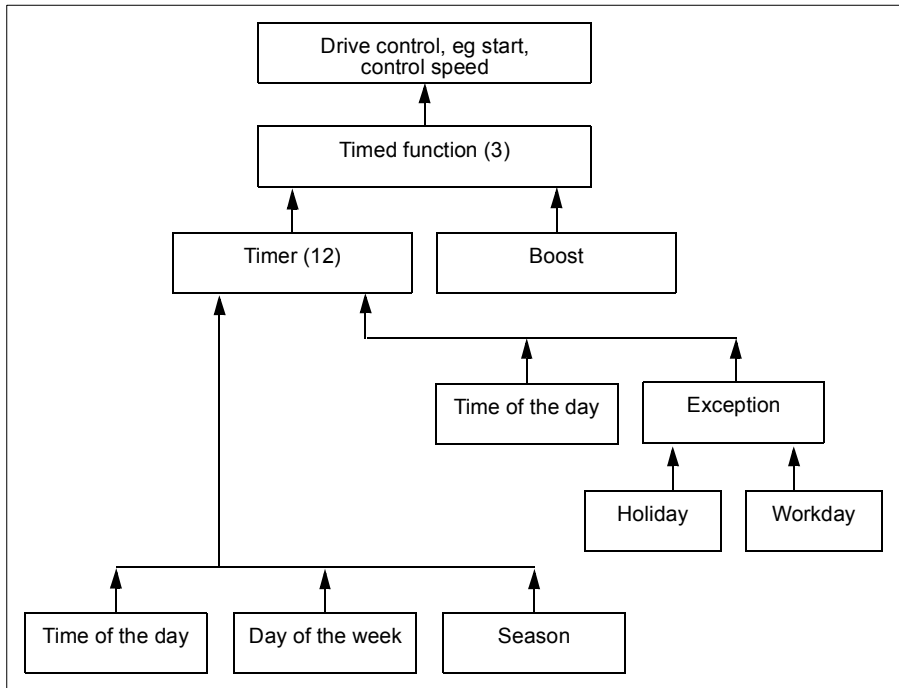 Drive control, eg start,
control speed
Timed function (3)
Timer (12)
Boost
Time of the day
Exception
Holiday
Workday
Time of the day
Day of the week
Season